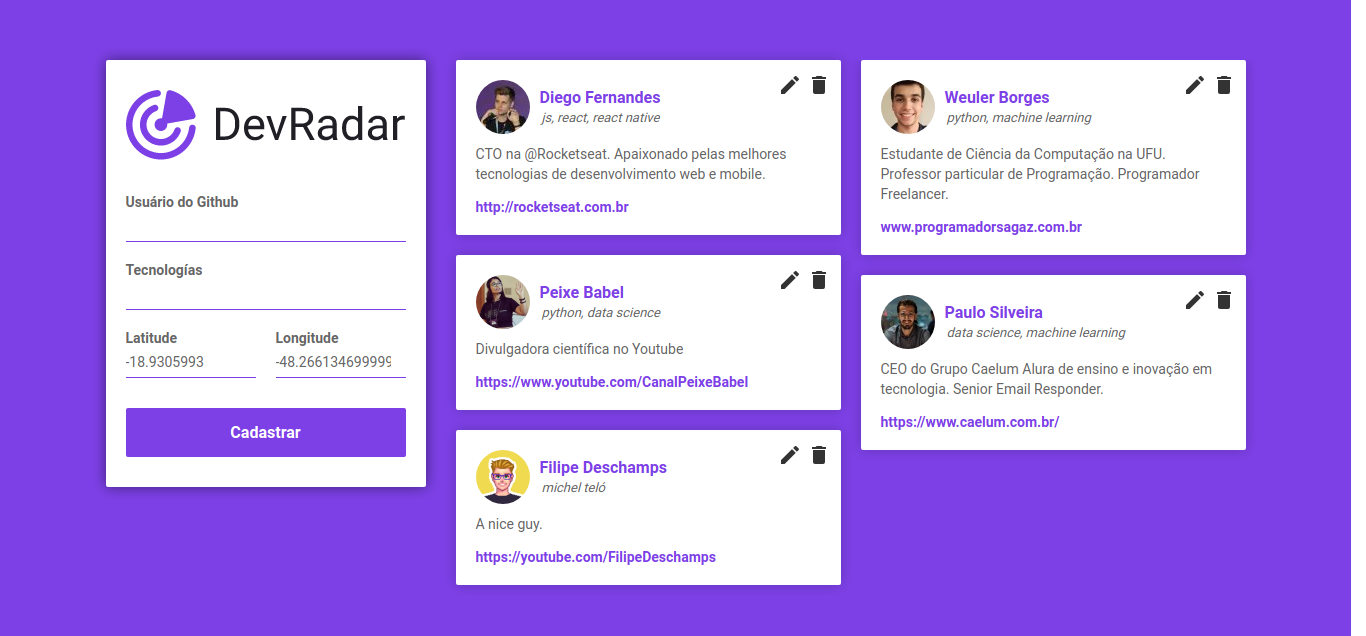 DevRadar
Usuário do Github
Tecnologías
Latitude
Longitude
-18.9305993
-48.266134699999
Cadastrar
Diego Fernandes
js, react, react native
CTO na @Rocketseat. Apaixonado pelas melhores
tecnologias de desenvolvimento web e mobile.
http://rocketseat.com.br
Peixe Babel
python, data science
Divulgadora científica no Youtube
https://www.youtube.com/CanalPeixeBabel
Filipe Deschamps
michel teló
A nice guy.
https://youtube.com/FilipeDeschamps
Weuler Borges
python, machine learning
Estudante de Ciência da Computação na UFU.
Professor particular de Programação. Programador
Freelancer.
www.programadorsagaz.com.br
Paulo Silveira
data science, machine learning
CEO do Grupo Caelum Alura de ensino e inovação em
tecnologia. Senior Email Responder.
https://www.caelum.com.br/